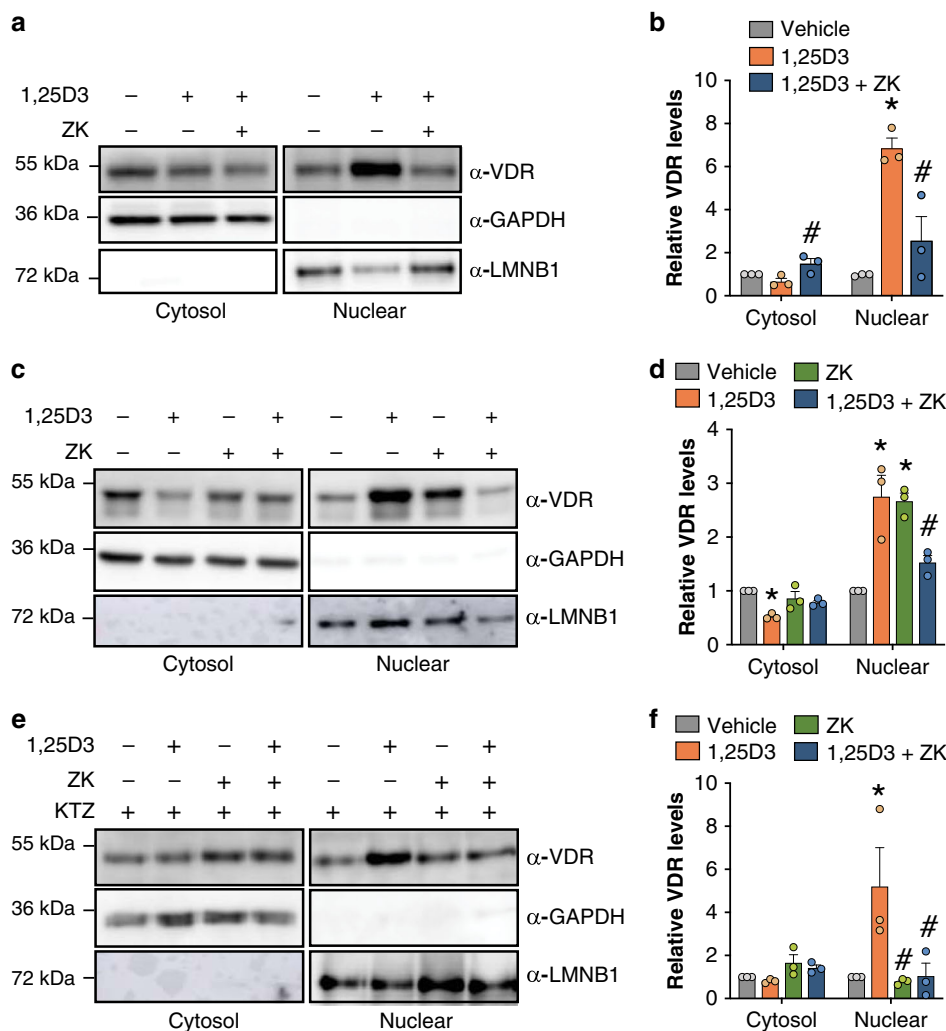 a
1,25D3 – + + – + +
ZK – – + – – +
55 kDa
α-VDR
36 kDa
α-GAPDH
72 kDa
α-LMNB1
Cytosol Nuclear
b
Vehicle
1,25D3
1,25D3 + ZK
Relative VDR levels
10
8
6
4
2
0
#
*
#
Cytosol Nuclear
c
1,25D3 – + – + – + – +
ZK – – + + – – + +
55 kDa
α-VDR
36 kDa
α-GAPDH
72 kDa
α-LMNB1
Cytosol Nuclear
d
Vehicle ZK
1,25D3 1,25D3 + ZK
Relative VDR levels
4
3
2
1
0
*
* * #
Cytosol Nuclear
e
1,25D3 – + – + – + – +
ZK – – + + – – + +
KTZ + + + + + + + +
55 kDa
α-VDR
36 kDa
α-GAPDH
72 kDa
α-LMNB1
Cytosol Nuclear
f
Vehicle ZK
1,25D3 1,25D3 + ZK
Relative VDR levels
10
8
6
4
2
0
*
# #
Cytosol Nuclear